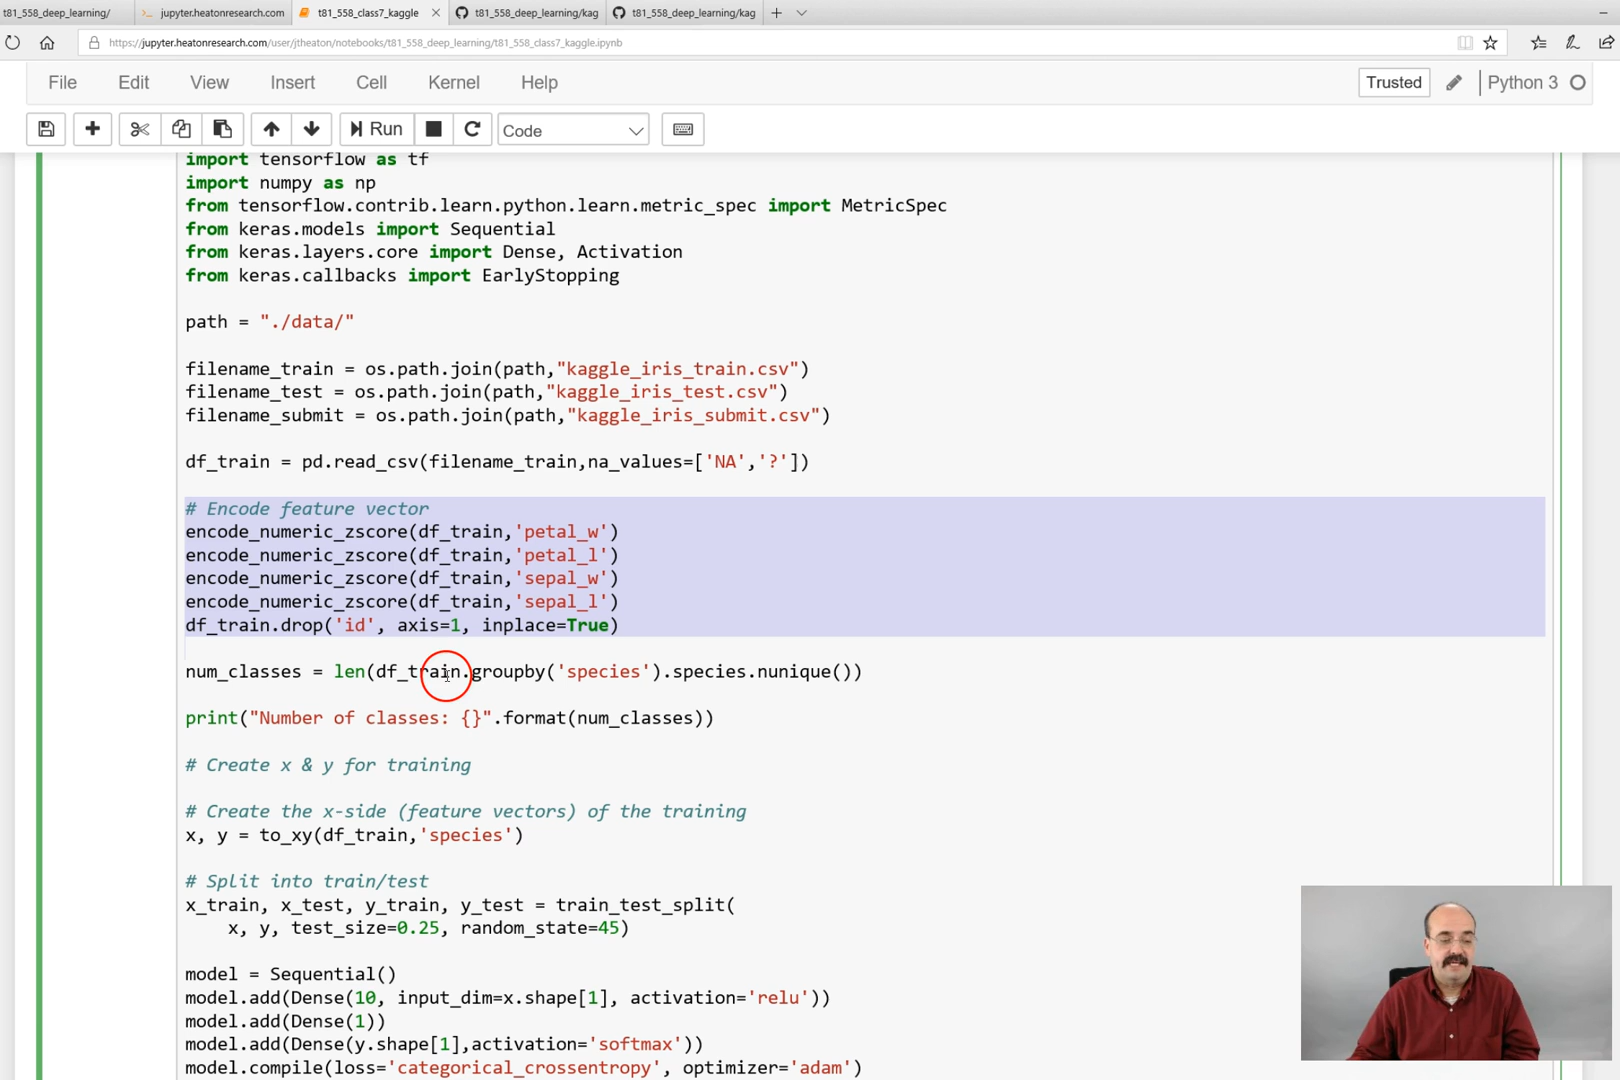 t81_558_deep_learning/
jupyter.heatonresearch.com
t81_558_class7_kaggle
t81_558_deep_learning/kag
t81_558_deep_learning/kag
https://jupyter.heatonresearch.com/user/jtheaton/notebooks/t81_558_deep_learning/t81_558_class7_kaggle.ipynb
File Edit View Insert Cell Kernel Help Trusted Python 3
Run Code
import tensorflow as tf
import numpy as np
from tensorflow.contrib.learn.python.learn.metric_spec import MetricSpec
from keras.models import Sequential
from keras.layers.core import Dense, Activation
from keras.callbacks import EarlyStopping
path = "./data/"
filename_train = os.path.join(path,"kaggle_iris_train.csv")
filename_test = os.path.join(path,"kaggle_iris_test.csv")
filename_submit = os.path.join(path,"kaggle_iris_submit.csv")
df_train = pd.read_csv(filename_train,na_values=['NA','?'])
# Encode feature vector
encode_numeric_zscore(df_train,'petal_w')
encode_numeric_zscore(df_train,'petal_l')
encode_numeric_zscore(df_train,'sepal_w')
encode_numeric_zscore(df_train,'sepal_l')
df_train.drop('id', axis=1, inplace=True)
num_classes = len(df_train.groupby('species').species.nunique())
print("Number of classes: {}".format(num_classes))
# Create x & y for training
# Create the x-side (feature vectors) of the training
x, y = to_xy(df_train,'species')
# Split into train/test
x_train, x_test, y_train, y_test = train_test_split(
    x, y, test_size=0.25, random_state=45)
model = Sequential()
model.add(Dense(10, input_dim=x.shape[1], activation='relu'))
model.add(Dense(1))
model.add(Dense(y.shape[1],activation='softmax'))
model.compile(loss='categorical_crossentropy', optimizer='adam')